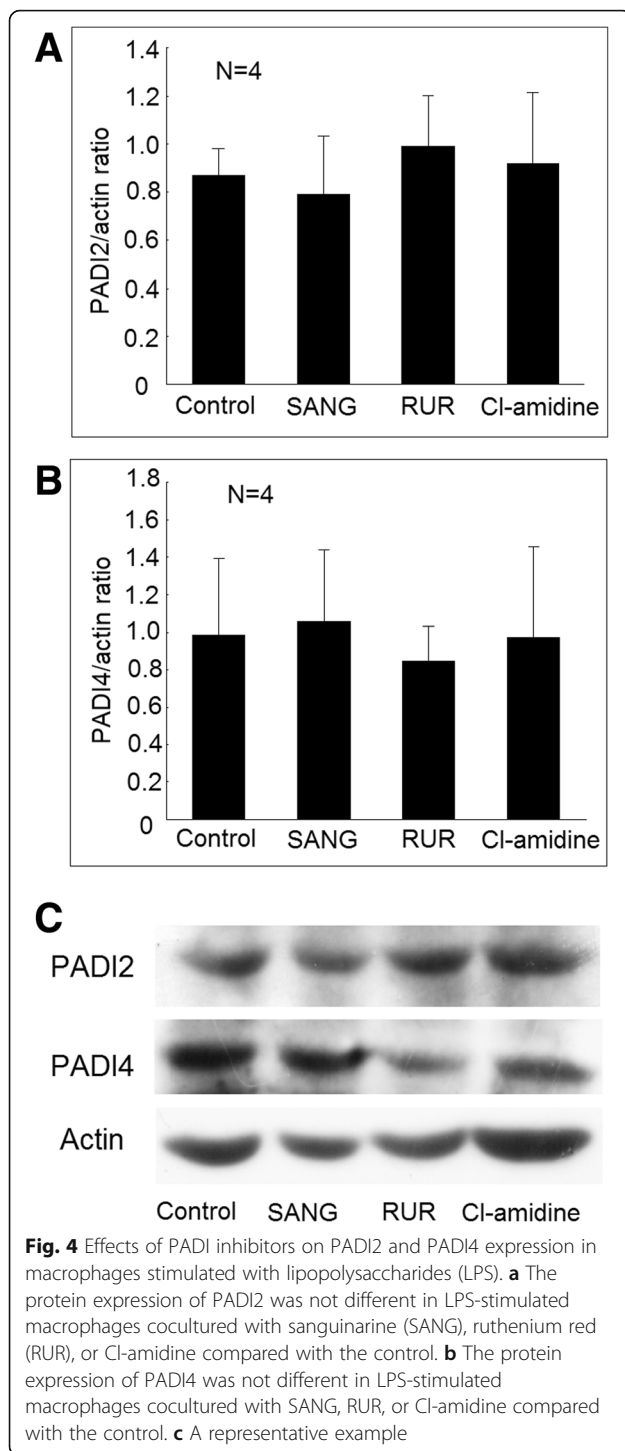 A
PADI2/actin ratio
1.4
1.2
1.0
0.8
0.6
0.4
0.2
0
N=4
Control SANG RUR Cl-amidine
B
PADI4/actin ratio
1.8
1.6
1.4
1.2
1.0
0.8
0.6
0.4
0.2
0
N=4
Control SANG RUR Cl-amidine
C
PADI2
PADI4
Actin
Control SANG RUR Cl-amidine
Fig. 4 Effects of PADI inhibitors on PADI2 and PADI4 expression in
macrophages stimulated with lipopolysaccharides (LPS). a The
protein expression of PADI2 was not different in LPS-stimulated
macrophages cocultured with sanguinarine (SANG), ruthenium red
(RUR), or Cl-amidine compared with the control. b The protein
expression of PADI4 was not different in LPS-stimulated
macrophages cocultured with SANG, RUR, or Cl-amidine compared
with the control. c A representative example